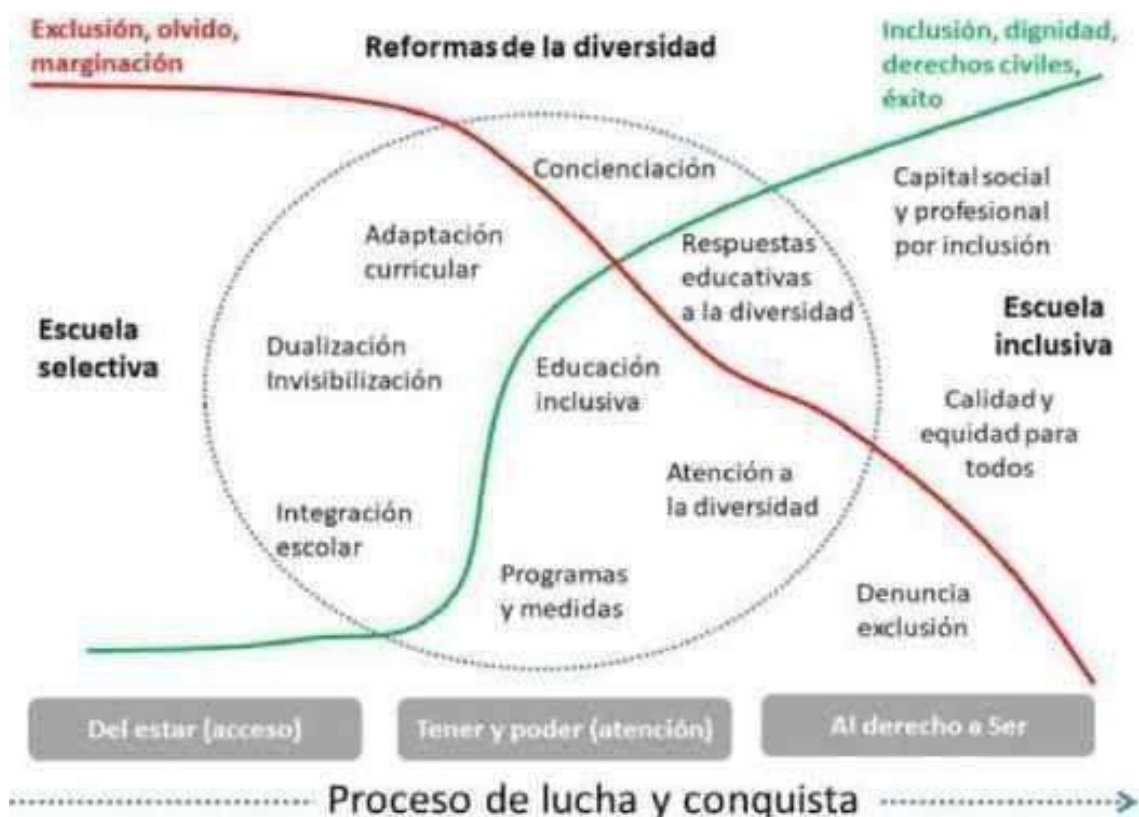 Exclusión, olvido,
marginación
Reformas de la diversidad
Inclusión, dignidad,
derechos civiles,
éxito
Concienciación
Capital social
y profesional
por inclusión
Adaptación
curricular
Respuestas
educativas
a la diversidad
Escuela
selectiva
Dualización
Invisibilización
Educación
inclusiva
Escuela
inclusiva
Calidad y
equidad para
todos
Atención a
la diversidad
Integración
escolar
Programas
y medidas
Denuncia
exclusión
Del estar (acceso)
Tener y poder (atención)
Al derecho a Ser
Proceso de lucha y conquista